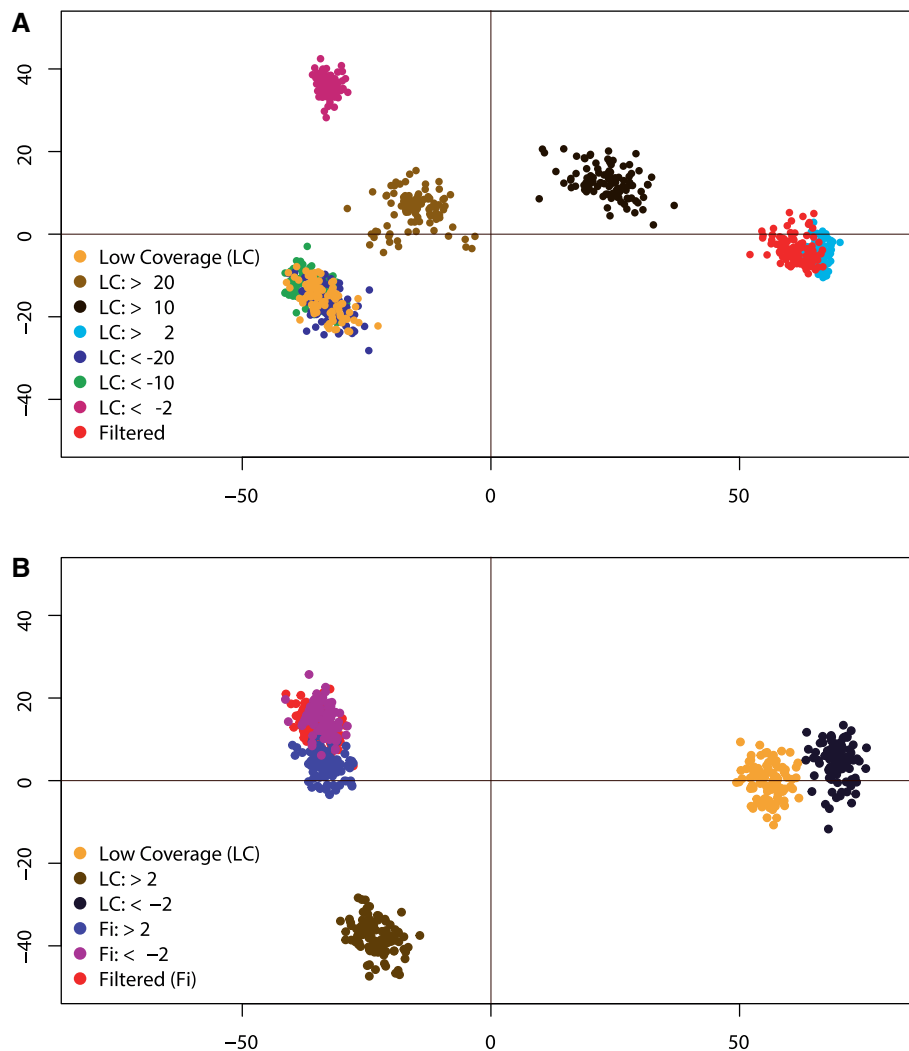 A
40
20
0
−20
−40
Low Coverage (LC)
LC: > 20
LC: > 10
LC: > 2
LC: < -20
LC: < -10
LC: < -2
Filtered
−50
0
50
B
40
20
0
−20
−40
Low Coverage (LC)
LC: > 2
LC: < −2
Fi: > 2
Fi: < −2
Filtered (Fi)
−50
0
50